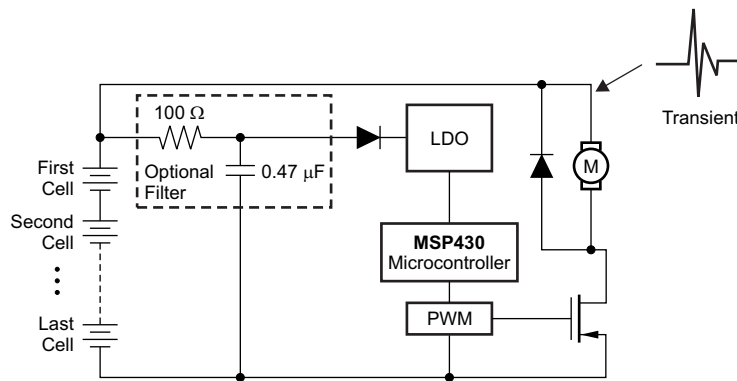 Transient
100 Ω
Optional
Filter
0.47 μF
LDO
M
First
Cell
Second
Cell
MSP430
Microcontroller
PWM
Last
Cell